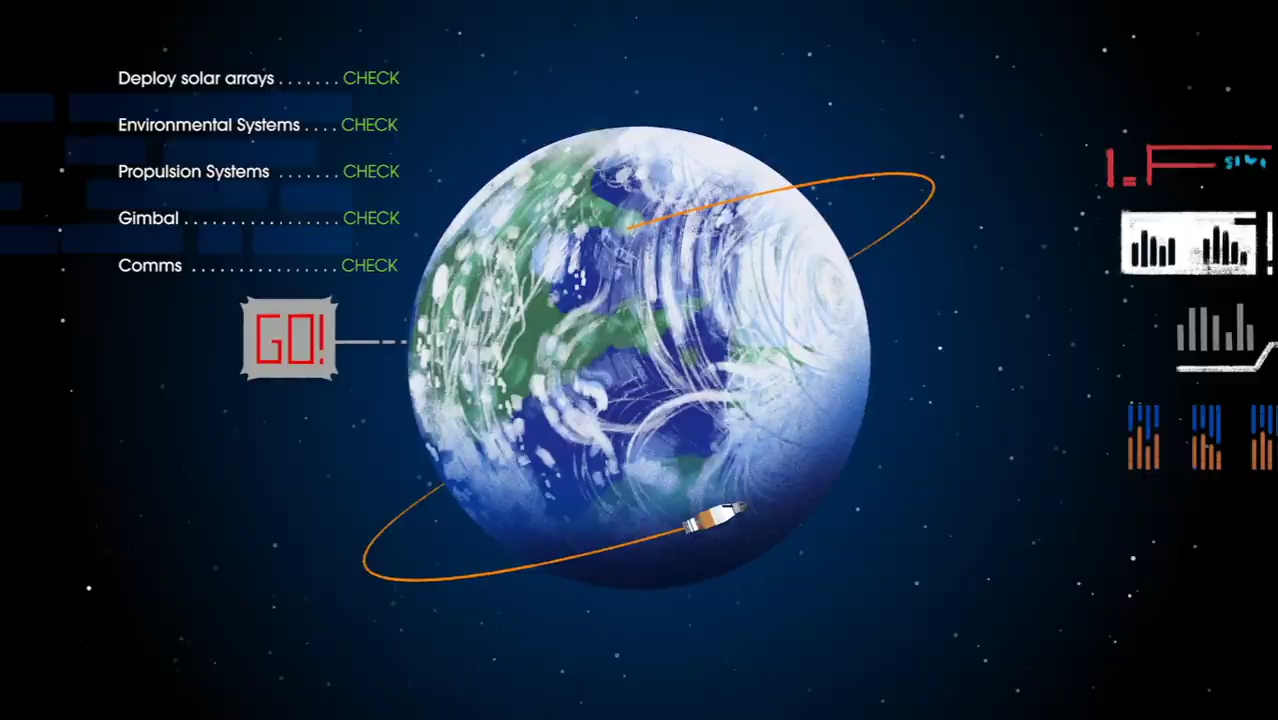 Deploy solar arrays ....... CHECK
Environmental Systems .... CHECK
Propulsion Systems ....... CHECK
Gimbal .................. CHECK
Comms ................. CHECK
GO!